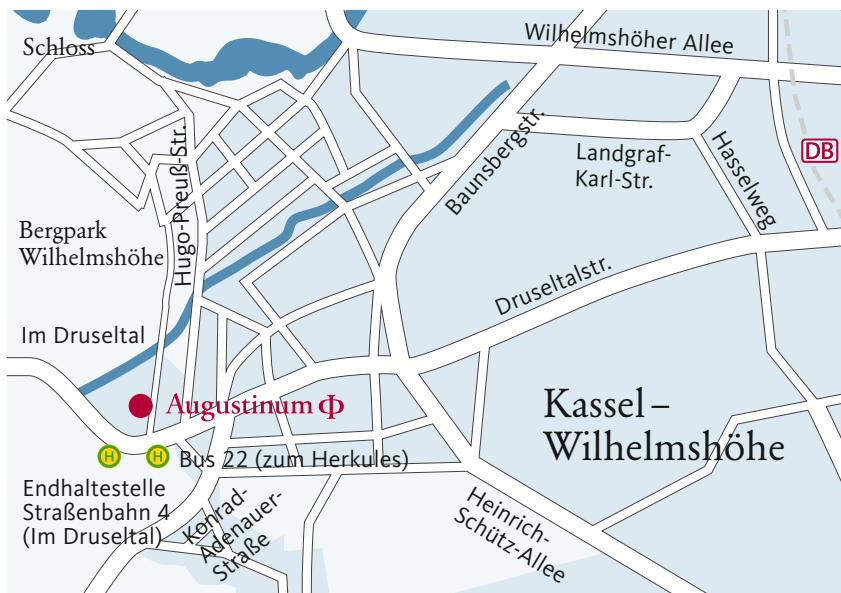 Schloss
Wilhelmshöher Allee
Hugo-Preuß-Str.
Baunsbergstr.
Landgraf-
Karl-Str.
Hasselweg
DB
Bergpark
Wilhelmshöhe
Druseltalstr.
Im Druseltal
Augustinum
Kassel –
Wilhelmshöhe
H
H
Bus 22 (zum Herkules)
Endhaltestelle
Straßenbahn 4
(Im Druseltal)
Konrad-
Adenauer-
Straße
Heinrich-
Schütz-Allee